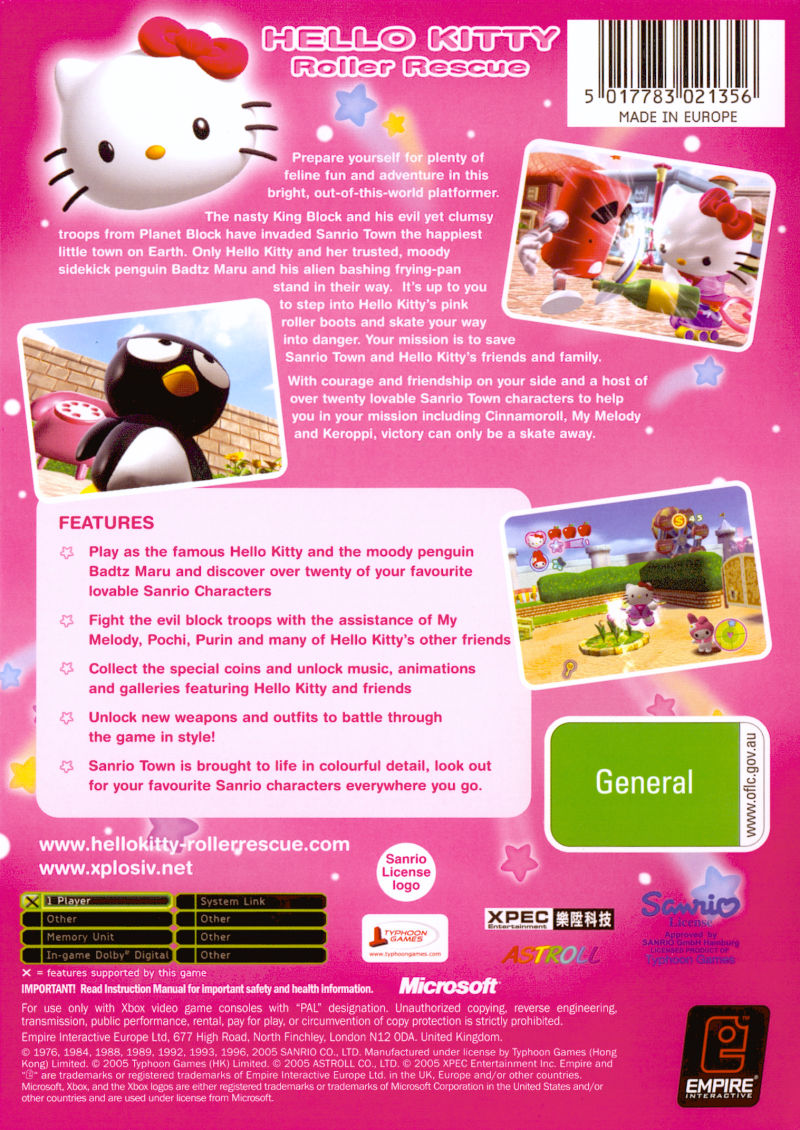 HELLO KITTY
Roller Rescue
5 017783 021356
MADE IN EUROPE
Prepare yourself for plenty of
feline fun and adventure in this
bright, out-of-this-world platformer.
The nasty King Block and his evil yet clumsy
troops from Planet Block have invaded Sanrio Town the happiest
little town on Earth. Only Hello Kitty and her trusted, moody
sidekick penguin Badtz Maru and his alien bashing frying-pan
stand in their way. It's up to you
to step into Hello Kitty's pink
roller boots and skate your way
into danger. Your mission is to save
Sanrio Town and Hello Kitty's friends and family.
With courage and friendship on your side and a host of
over twenty lovable Sanrio Town characters to help
you in your mission including Cinnamoroll, My Melody
and Keroppi, victory can only be a skate away.
FEATURES
Play as the famous Hello Kitty and the moody penguin
Badtz Maru and discover over twenty of your favourite
lovable Sanrio Characters
Fight the evil block troops with the assistance of My
Melody, Pochi, Purin and many of Hello Kitty's other friends
Collect the special coins and unlock music, animations
and galleries featuring Hello Kitty and friends
Unlock new weapons and outfits to battle through
the game in style!
Sanrio Town is brought to life in colourful detail, look out
for your favourite Sanrio characters everywhere you go.
S 45
General
www.oflc.gov.au
www.hellokitty-rollerrescue.com
www.xplosiv.net
Sanrio
License
logo
X 1 Player
System Link
Other
Other
Memory Unit
Other
In-game Dolby® Digital
Other
X = features supported by this game
TYPHOON
GAMES
www.typhoongames.com
XPEC
Entertainment
樂陞科技
ASTROLL
Sanrio
License
Approved by
SANRIO GmbH Hamburg
LICENSED PRODUCT OF
Typhoon Games
IMPORTANT! Read Instruction Manual for important safety and health information.
Microsoft®
For use only with Xbox video game consoles with "PAL" designation. Unauthorized copying, reverse engineering,
transmission, public performance, rental, pay for play, or circumvention of copy protection is strictly prohibited.
Empire Interactive Europe Ltd, 677 High Road, North Finchley, London N12 0DA. United Kingdom.
© 1976, 1984, 1988, 1989, 1992, 1993, 1996, 2005 SANRIO CO., LTD. Manufactured under license by Typhoon Games (Hong
Kong) Limited. © 2005 Typhoon Games (HK) Limited. © 2005 ASTROLL CO., LTD. © 2005 XPEC Entertainment Inc. Empire and
"E" are trademarks or registered trademarks of Empire Interactive Europe Ltd. in the UK, Europe and/or other countries.
Microsoft, Xbox, and the Xbox logos are either registered trademarks or trademarks of Microsoft Corporation in the United States and/or
other countries and are used under license from Microsoft.
EMPIRE
INTERACTIVE